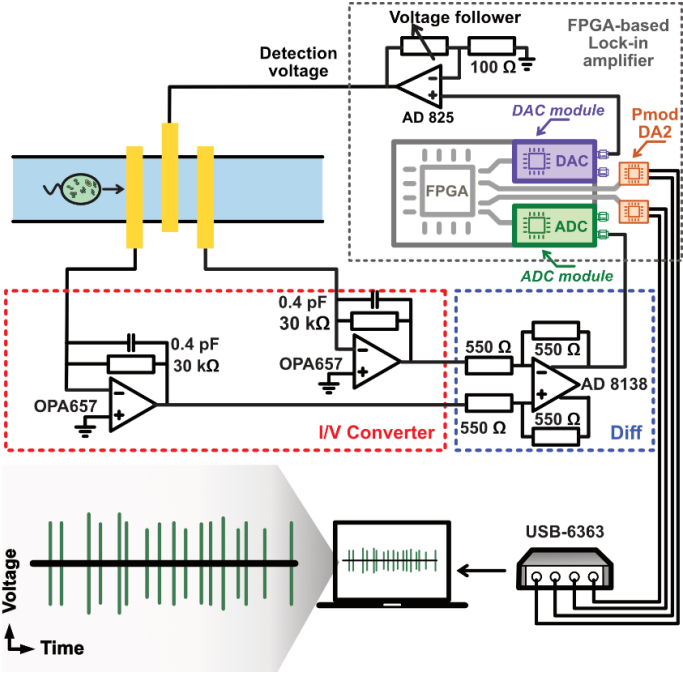 Voltage follower
FPGA-based
Lock-in
amplifier
Detection
voltage
100 Ω
AD 825
DAC module
Pmod
DA2
DAC
FPGA
ADC
ADC module
0.4 pF
30 kΩ
OPA657
0.4 pF
30 kΩ
OPA657
I/V Converter
550 Ω
550 Ω
AD 8138
550 Ω
550 Ω
Diff
USB-6363
Voltage
Time